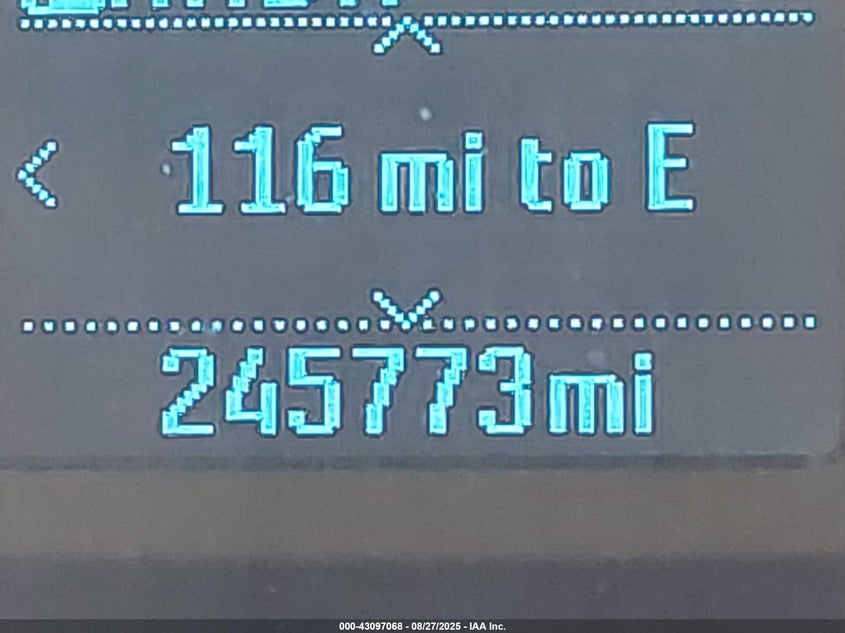 116 mi to E
245773mi
000-43097068 - 08/27/2025 - IAA Inc.